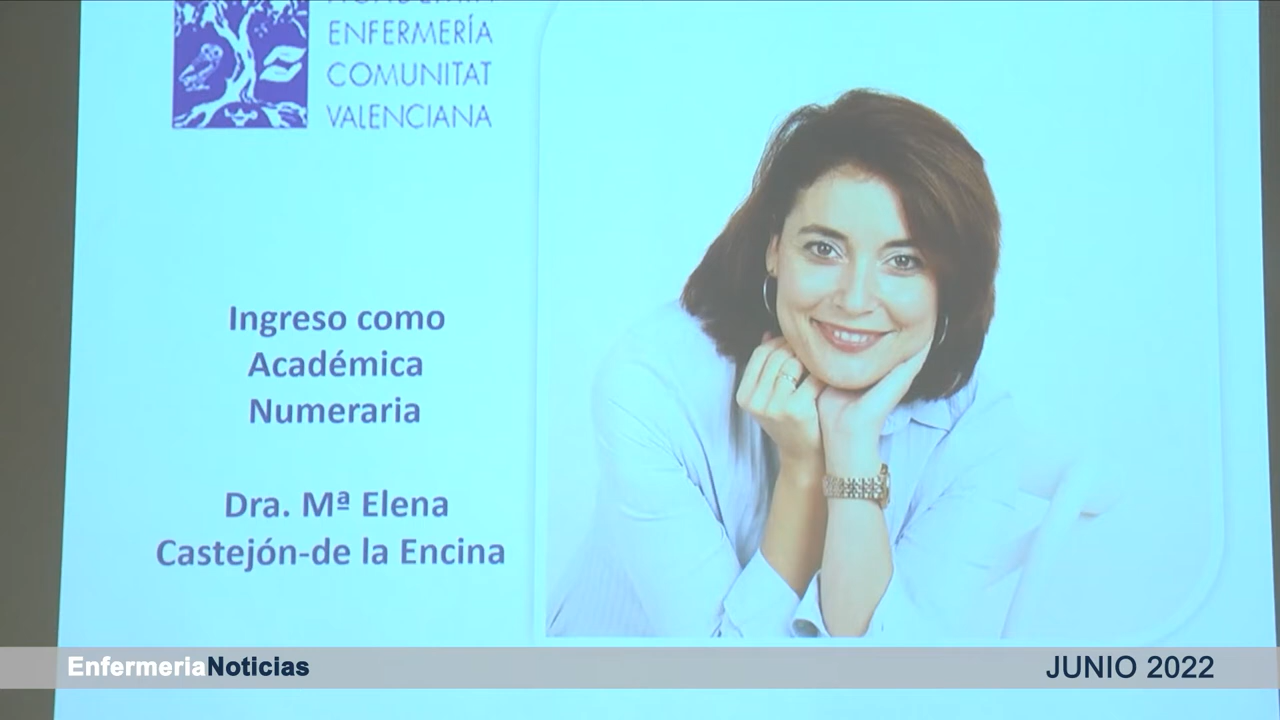 ENFERMERÍA
COMUNITAT
VALENCIANA
Ingreso como
Académica
Numeraria
Dra. Mª Elena
Castejón-de la Encina
EnfermeriaNoticias
JUNIO 2022